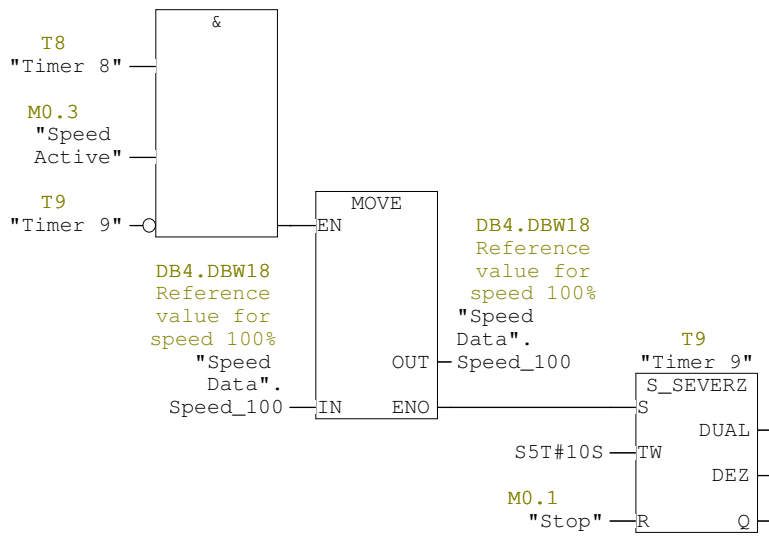 &
T8
"Timer 8"
M0.3
"Speed
Active"
T9
"Timer 9"
MOVE
EN
DB4.DBW18
Reference
value for
speed 100%
"Speed
Data".
Speed_100
IN
DB4.DBW18
Reference
value for
speed 100%
"Speed
Data".
OUT
Speed_100
ENO
T9
"Timer 9"
S_SEVERZ
S
DUAL
S5T#10S
TW
DEZ
M0.1
"Stop"
R
Q